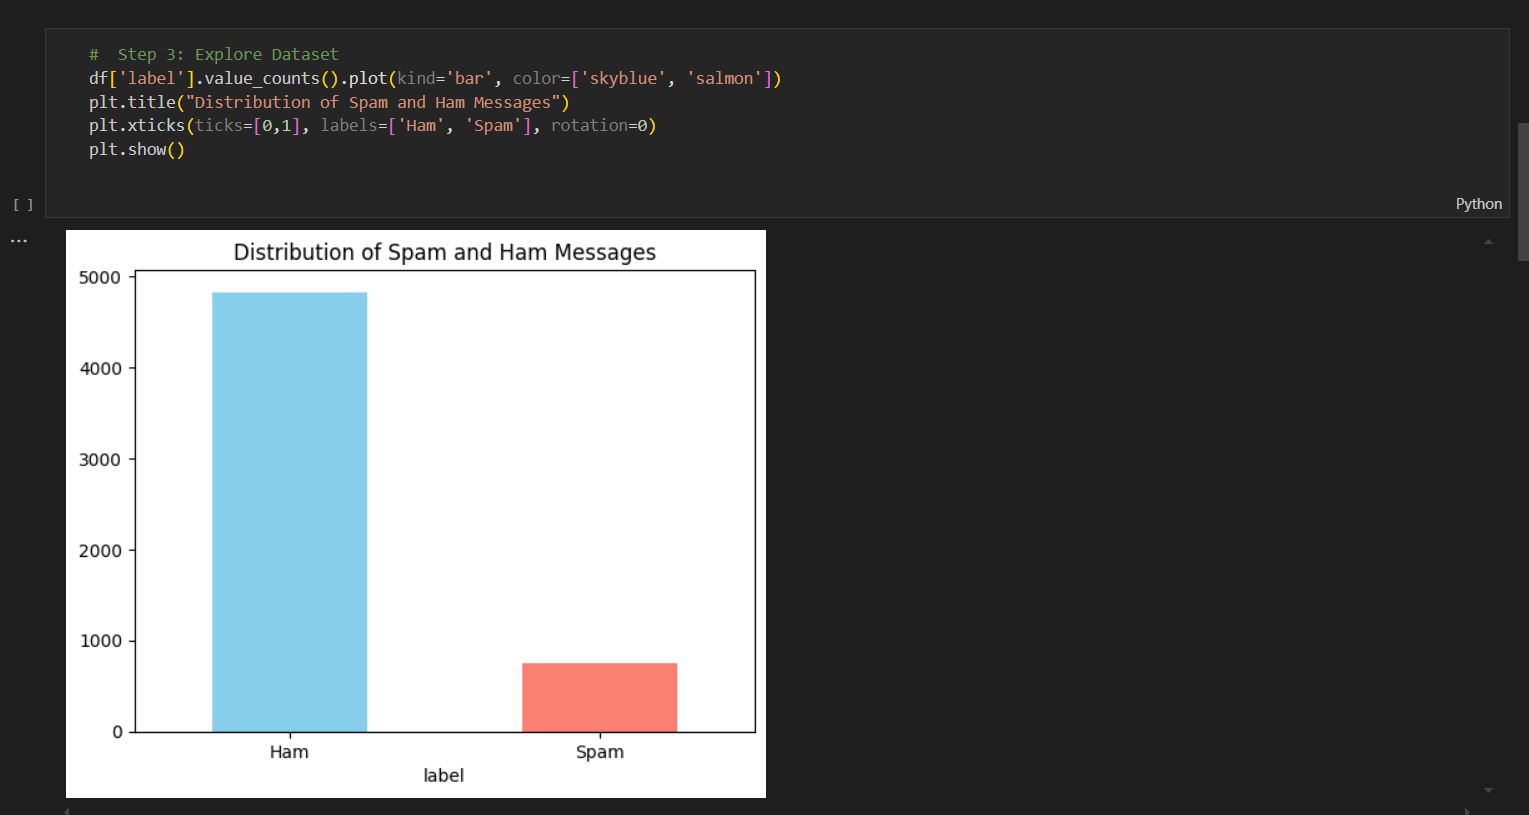 #  Step 3: Explore Dataset
df['label'].value_counts().plot(kind='bar', color=['skyblue', 'salmon'])
plt.title("Distribution of Spam and Ham Messages")
plt.xticks(ticks=[0,1], labels=['Ham', 'Spam'], rotation=0)
plt.show()
[ ]
Python
...
Distribution of Spam and Ham Messages
5000
4000
3000
2000
1000
0
Ham Spam
label